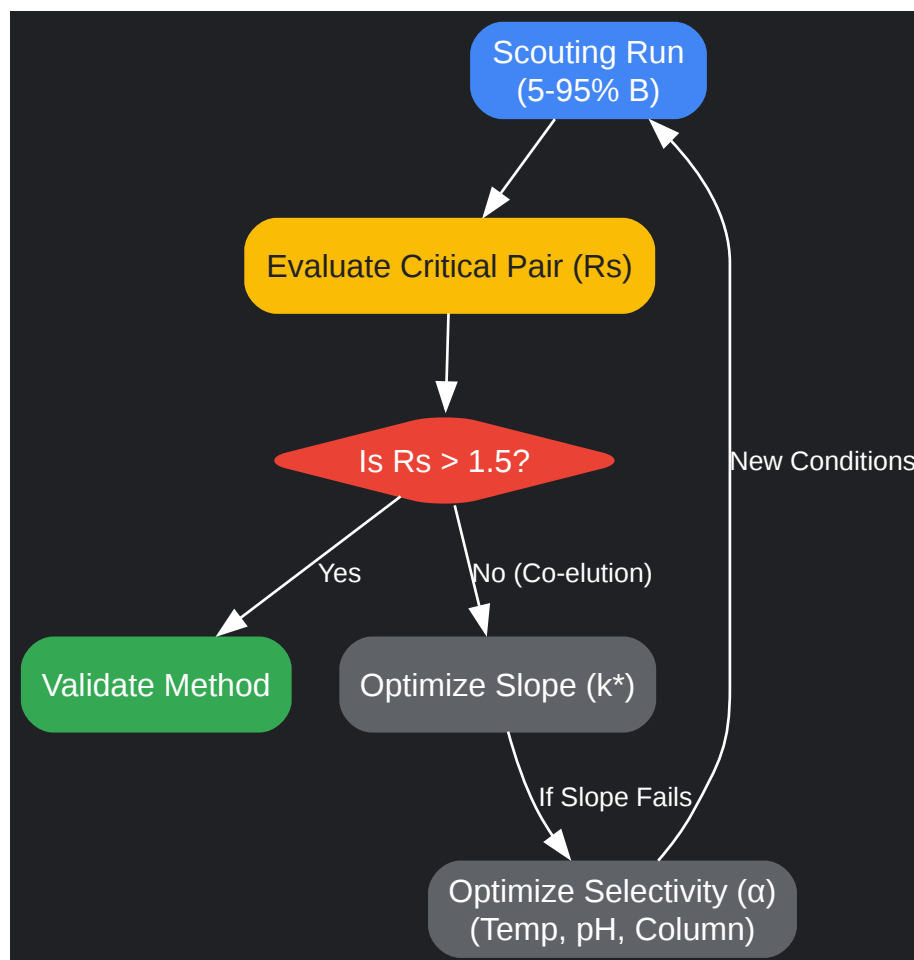 Scouting Run
(5-95% B)
Evaluate Critical Pair (Rs)
Is Rs > 1.5?
New Conditions
Yes
No (Co-elution)
Validate Method
Optimize Slope (k*)
If Slope Fails
Optimize Selectivity (α)
(Temp, pH, Column)